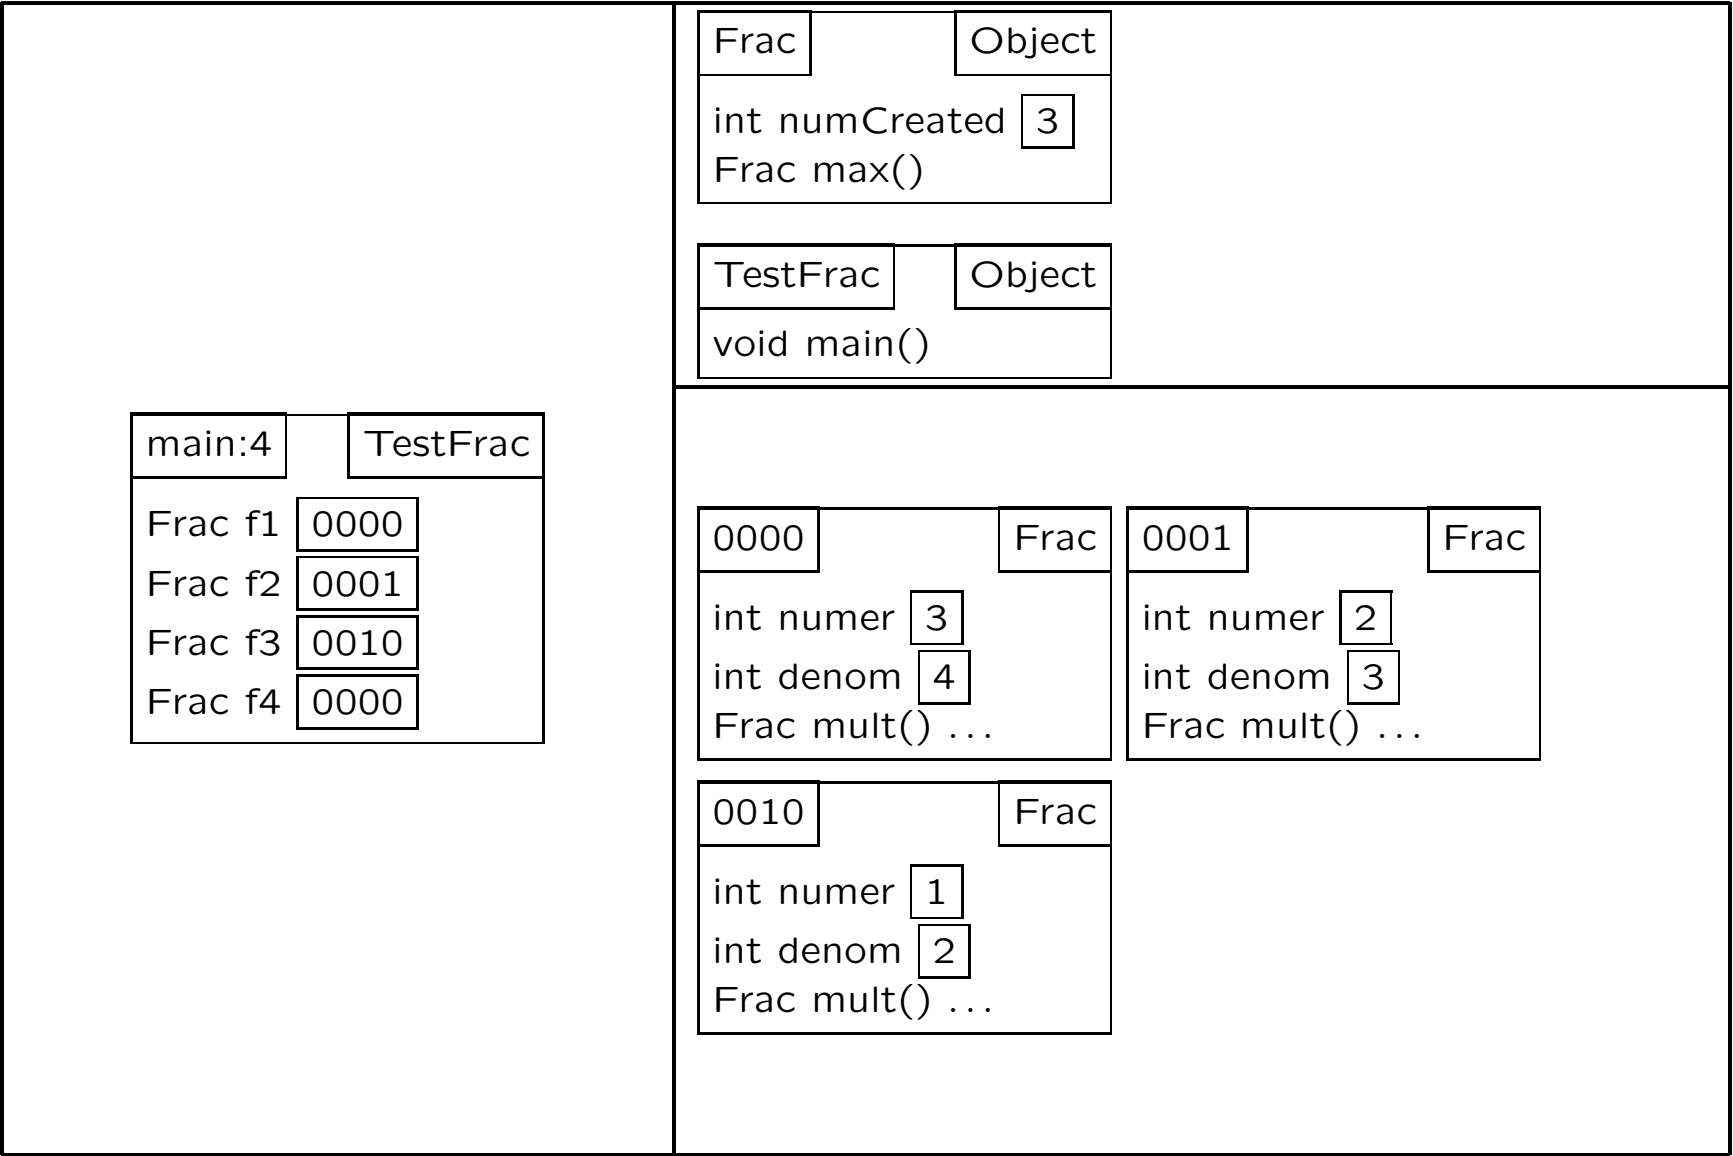 Frac Object
int numCreated 3
Frac max()
TestFrac Object
void main()
main:4 TestFrac
Frac f1 0000
Frac f2 0001
Frac f3 0010
Frac f4 0000
0000 Frac
int numer 3
int denom 4
Frac mult() ...
0001 Frac
int numer 2
int denom 3
Frac mult() ...
0010 Frac
int numer 1
int denom 2
Frac mult() ...